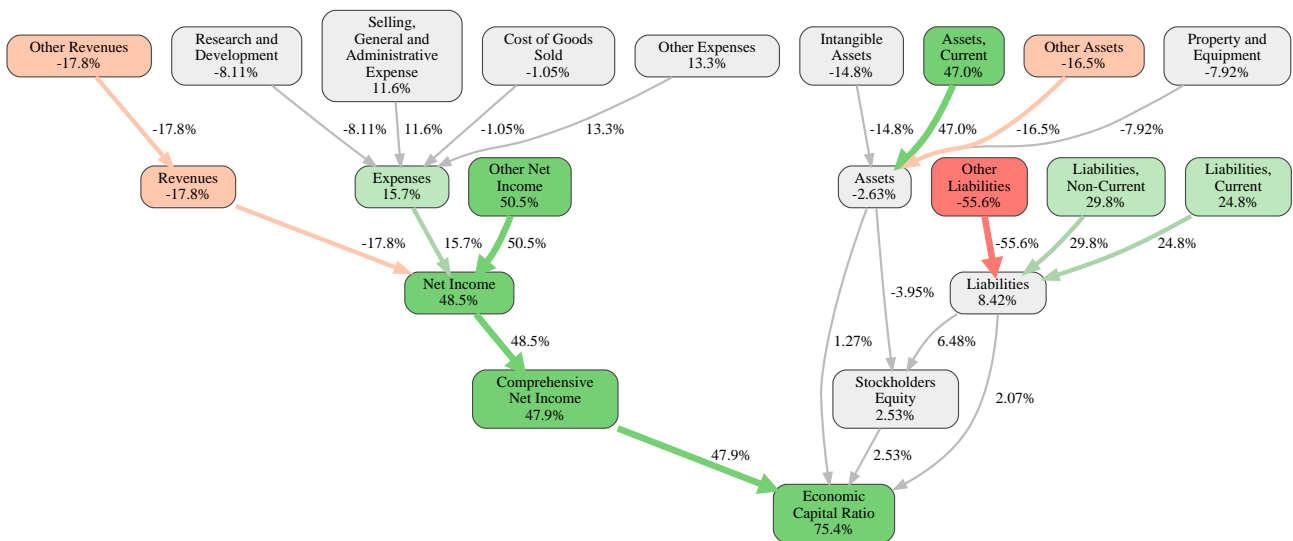 Other Revenues
-17.8%
Research and
Development
-8.11%
Selling,
General and
Administrative
Expense
11.6%
Cost of Goods
Sold
-1.05%
Other Expenses
13.3%
Intangible
Assets
-14.8%
Assets,
Current
47.0%
Other Assets
-16.5%
Property and
Equipment
-7.92%
-17.8%
-8.11%
11.6%
-1.05%
13.3%
-14.8%
47.0%
-16.5%
-7.92%
Revenues
-17.8%
Expenses
15.7%
Other Net
Income
50.5%
Assets
-2.63%
Other
Liabilities
-55.6%
Liabilities,
Non-Current
29.8%
Liabilities,
Current
24.8%
-17.8%
15.7%
50.5%
-55.6%
29.8%
24.8%
Net Income
48.5%
-3.95%
Liabilities
8.42%
48.5%
1.27%
6.48%
Comprehensive
Net Income
47.9%
Stockholders
Equity
2.53%
2.07%
47.9%
2.53%
Economic
Capital Ratio
75.4%